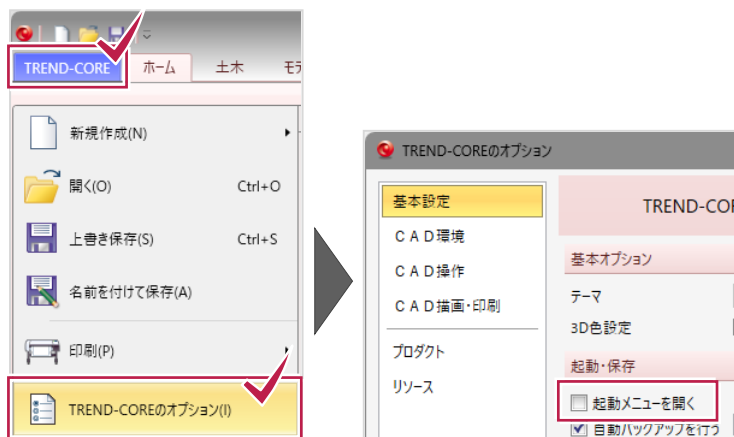 TREND-CORE
ホーム
土木
新規作成(N)
開く(O) Ctrl+O
上書き保存(S) Ctrl+S
名前を付けて保存(A)
印刷(P)
TREND-COREのオプション(I)
TREND-COREのオプション
基本設定
ＣＡＤ環境
ＣＡＤ操作
ＣＡＤ描画・印刷
プロダクト
リソース
TREND-COR
基本オプション
テーマ
3D色設定
起動・保存
起動メニューを開く
自動バックアップを行う